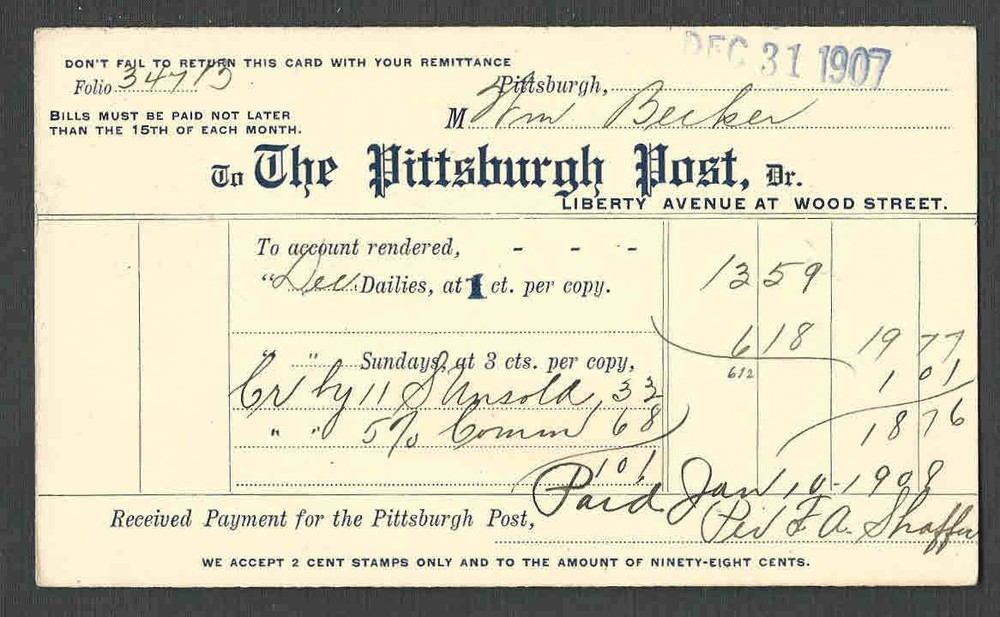 DEC 31 1907
DON'T FAIL TO RETURN THIS CARD WITH YOUR REMITTANCE
Folio 34713 Pittsburgh,
BILLS MUST BE PAID NOT LATER
THAN THE 15TH OF EACH MONTH.
M Wm Becker
To The Pittsburgh Post, Dr.
LIBERTY AVENUE AT WOOD STREET.
To account rendered, - - -
" Dec Dailies, at 1 ct. per copy. 13 59
" " Sundays, at 3 cts. per copy, 6 18 19 77
612
Cr by 11 S Unsold 33 1 01
" " 5% Comm 68 18 76
101
Paid Jan 10-1908
Received Payment for the Pittsburgh Post, Per F. A. Shaffer
WE ACCEPT 2 CENT STAMPS ONLY AND TO THE AMOUNT OF NINETY-EIGHT CENTS.